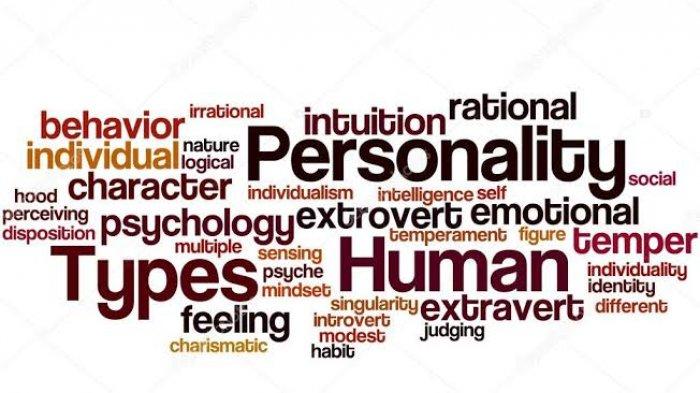 irrational
rational
behavior
intuition
individual
nature
logical
Personality
social
hood
character
individualism
intelligence
self
perceiving
psychology
extrovert
emotional
disposition
multiple
sensing
temperament
figure
temper
Types
psyche
Human
individuality
mindset
identity
singularity
extravert
different
feeling
introvert
judging
modest
charismatic
habit